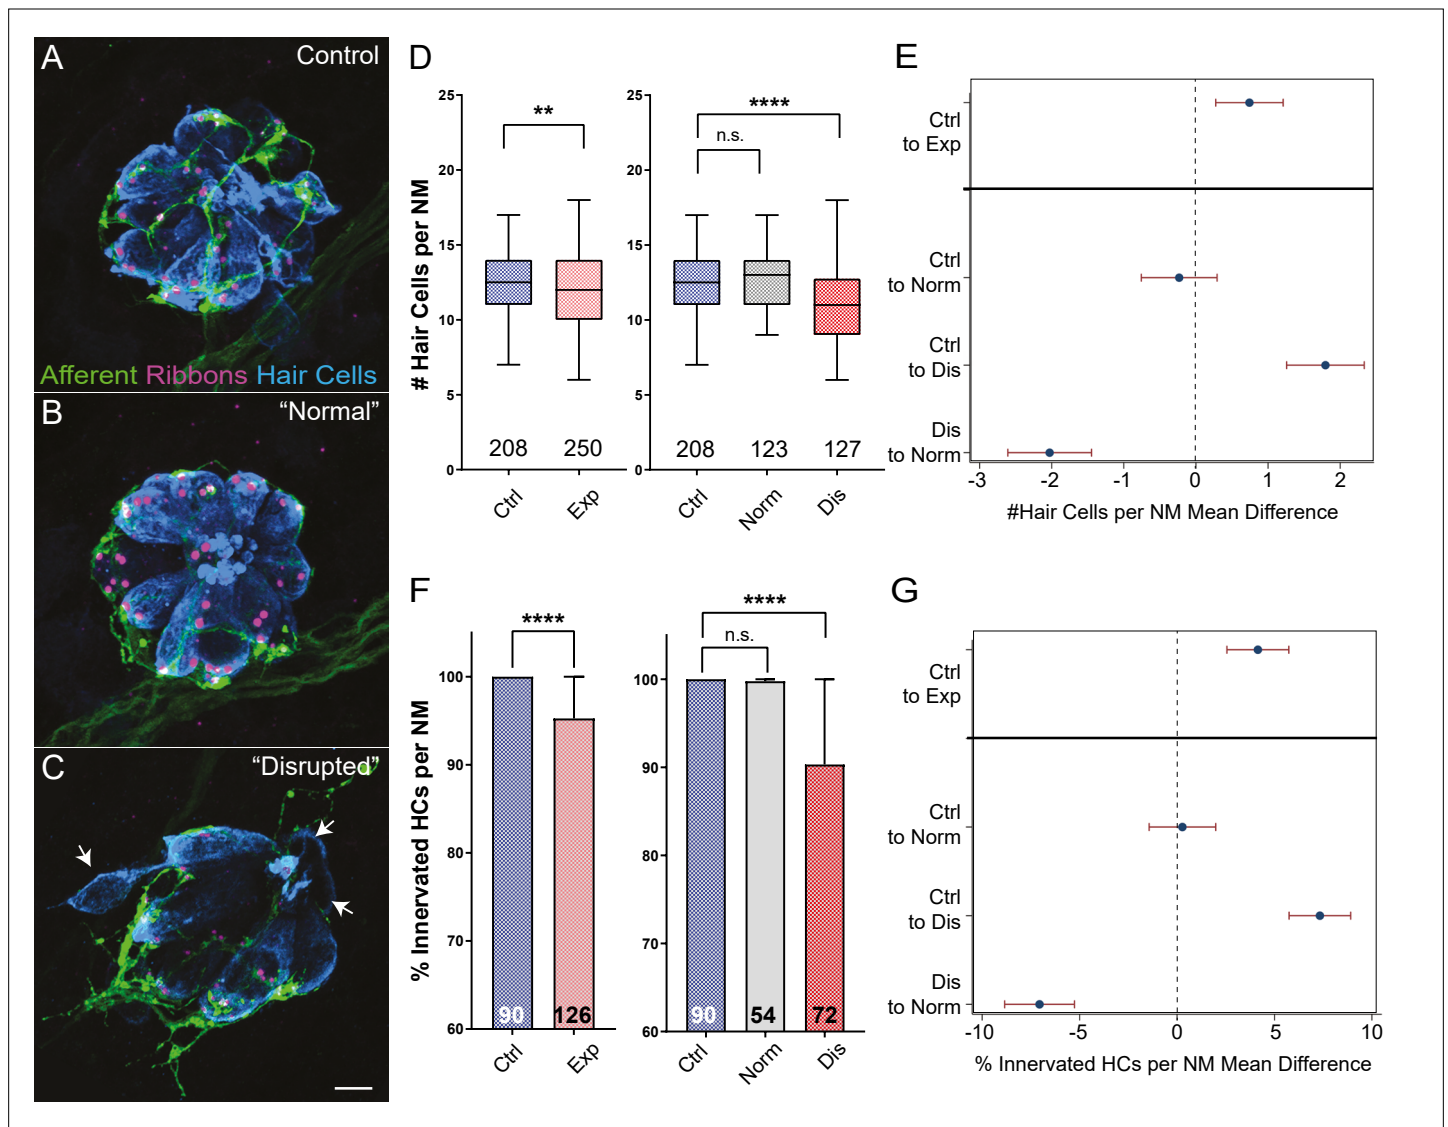 A
Control
Afferent Ribbons Hair Cells
B
“Normal”
C
“Disrupted”
D
# Hair Cells per NM
25
20
15
10
5
0
**
208
250
Ctrl
Exp
25
20
15
10
5
0
****
n.s.
208
123
127
Ctrl
Norm
Dis
E
Ctrl
to Exp
Ctrl
to Norm
Ctrl
to Dis
Dis
to Norm
-3
-2
-1
0
1
2
#Hair Cells per NM Mean Difference
F
% Innervated HCs per NM
100
90
80
70
60
****
90
126
Ctrl
Exp
100
90
80
70
60
****
n.s.
90
54
72
Ctrl
Norm
Dis
G
Ctrl
to Exp
Ctrl
to Norm
Ctrl
to Dis
Dis
to Norm
-10
-5
0
5
10
% Innervated HCs per NM Mean Difference